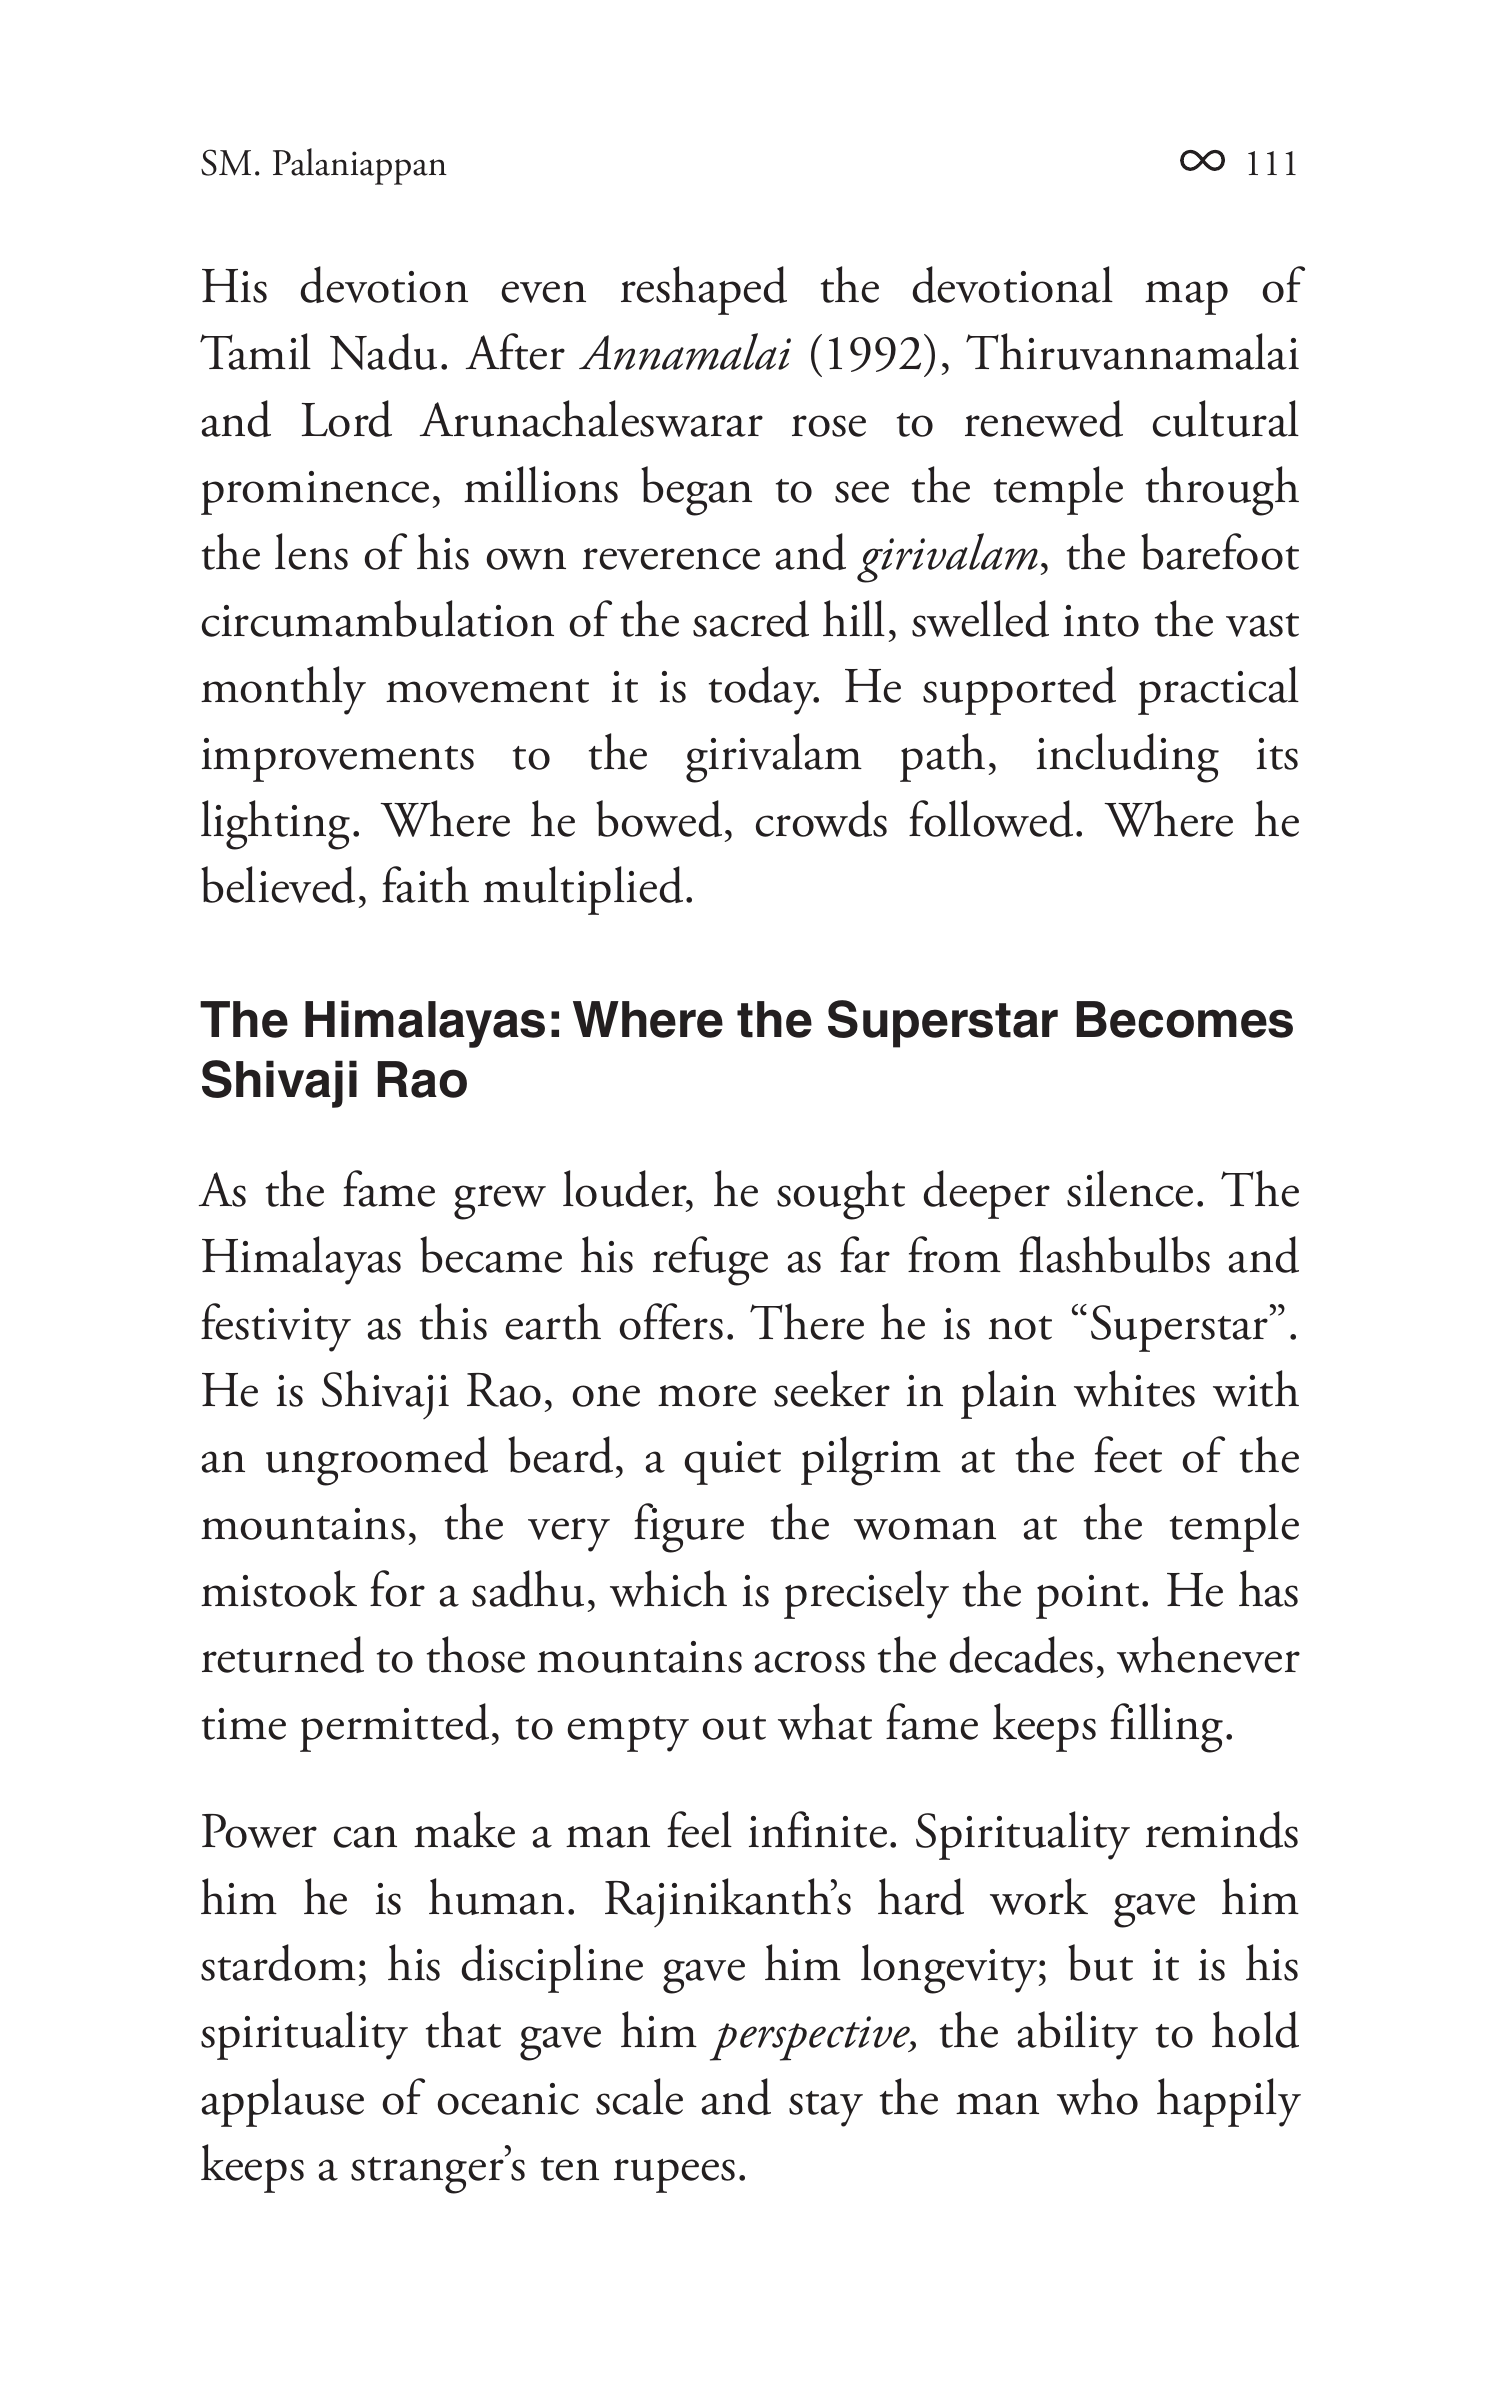 SM. Palaniappan ∞ 111
His devotion even reshaped the devotional map of
Tamil Nadu. After Annamalai (1992), Thiruvannamalai
and Lord Arunachaleswarar rose to renewed cultural
prominence, millions began to see the temple through
the lens of his own reverence and girivalam, the barefoot
circumambulation of the sacred hill, swelled into the vast
monthly movement it is today. He supported practical
improvements to the girivalam path, including its
lighting. Where he bowed, crowds followed. Where he
believed, faith multiplied.
The Himalayas: Where the Superstar Becomes
Shivaji Rao
As the fame grew louder, he sought deeper silence. The
Himalayas became his refuge as far from flashbulbs and
festivity as this earth offers. There he is not “Superstar”.
He is Shivaji Rao, one more seeker in plain whites with
an ungroomed beard, a quiet pilgrim at the feet of the
mountains, the very figure the woman at the temple
mistook for a sadhu, which is precisely the point. He has
returned to those mountains across the decades, whenever
time permitted, to empty out what fame keeps filling.
Power can make a man feel infinite. Spirituality reminds
him he is human. Rajinikanth’s hard work gave him
stardom; his discipline gave him longevity; but it is his
spirituality that gave him perspective, the ability to hold
applause of oceanic scale and stay the man who happily
keeps a stranger’s ten rupees.